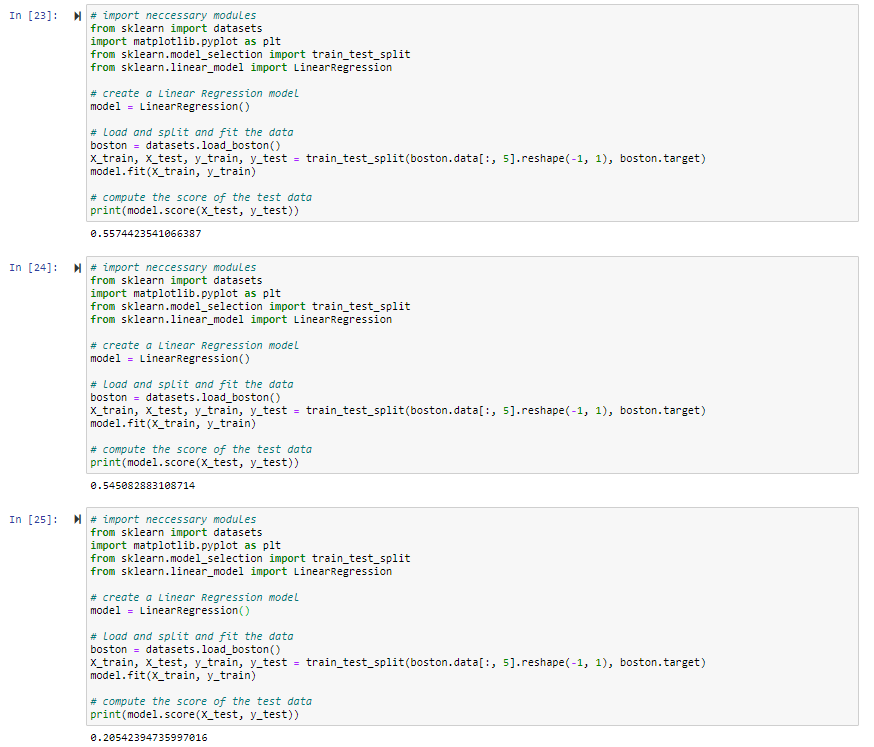 In [23]:
# import neccessary modules
from sklearn import datasets
import matplotlib.pyplot as plt
from sklearn.model_selection import train_test_split
from sklearn.linear_model import LinearRegression
# create a Linear Regression model
model = LinearRegression()
# load and split and fit the data
boston = datasets.load_boston()
X_train, X_test, y_train, y_test = train_test_split(boston.data[:, 5].reshape(-1, 1), boston.target)
model.fit(X_train, y_train)
# compute the score of the test data
print(model.score(X_test, y_test))
0.5574423541066387
In [24]:
# import neccessary modules
from sklearn import datasets
import matplotlib.pyplot as plt
from sklearn.model_selection import train_test_split
from sklearn.linear_model import LinearRegression
# create a Linear Regression model
model = LinearRegression()
# load and split and fit the data
boston = datasets.load_boston()
X_train, X_test, y_train, y_test = train_test_split(boston.data[:, 5].reshape(-1, 1), boston.target)
model.fit(X_train, y_train)
# compute the score of the test data
print(model.score(X_test, y_test))
0.545082883108714
In [25]:
# import neccessary modules
from sklearn import datasets
import matplotlib.pyplot as plt
from sklearn.model_selection import train_test_split
from sklearn.linear_model import LinearRegression
# create a Linear Regression model
model = LinearRegression()
# load and split and fit the data
boston = datasets.load_boston()
X_train, X_test, y_train, y_test = train_test_split(boston.data[:, 5].reshape(-1, 1), boston.target)
model.fit(X_train, y_train)
# compute the score of the test data
print(model.score(X_test, y_test))
0.20542394735997016